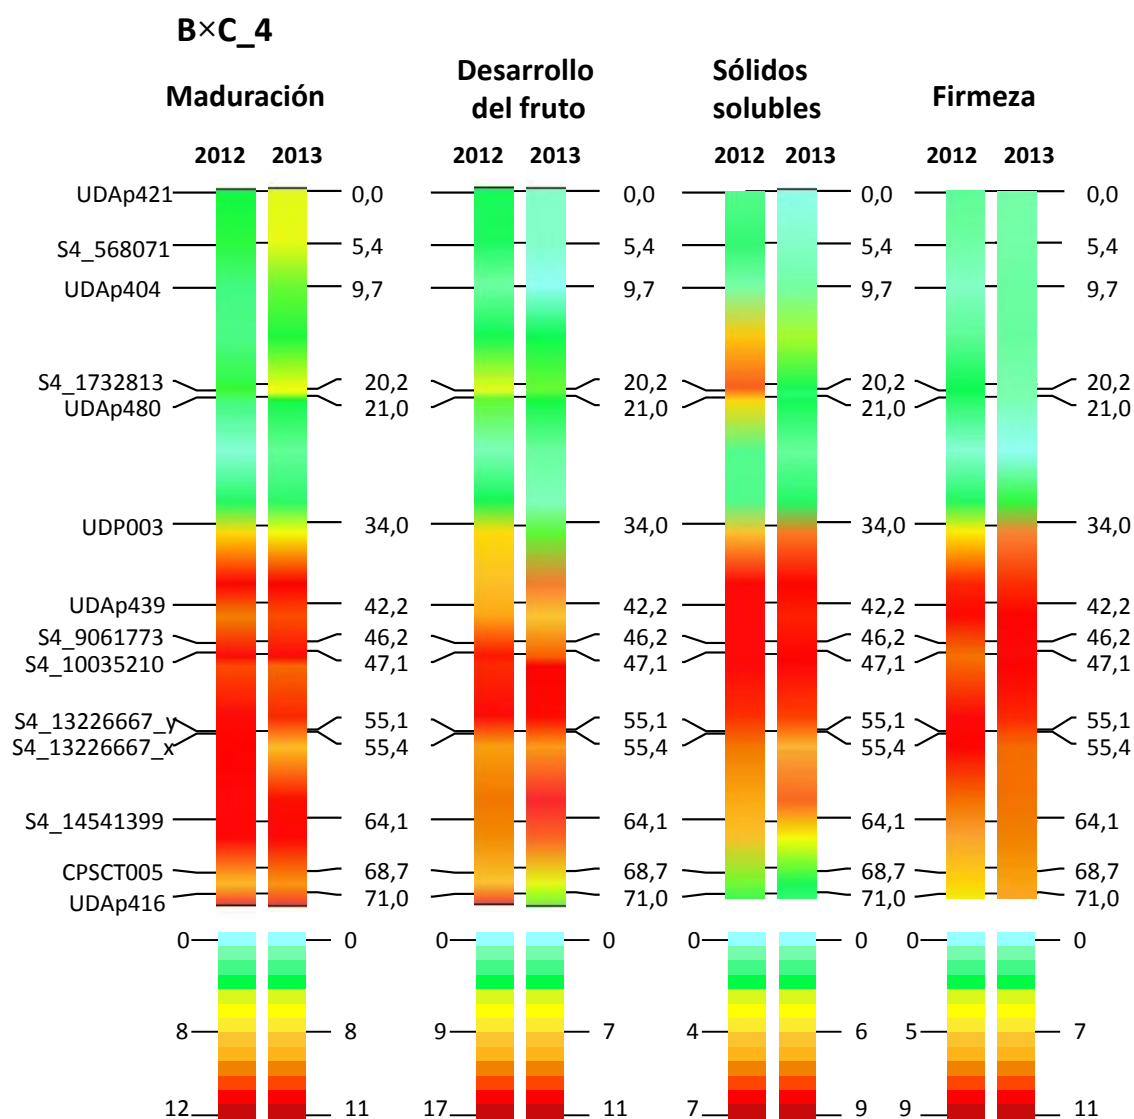 B×C_4
Maduración
Desarrollo
del fruto
Sólidos
solubles
Firmeza
2012 2013 2012 2013 2012 2013 2012 2013
UDAp421 0,0 0,0 0,0 0,0
S4_568071 5,4 5,4 5,4 5,4
UDAp404 9,7 9,7 9,7 9,7
S4_1732813 20,2 20,2 20,2 20,2
UDAp480 21,0 21,0 21,0 21,0
UDP003 34,0 34,0 34,0 34,0
UDAp439 42,2 42,2 42,2 42,2
S4_9061773 46,2 46,2 46,2 46,2
S4_10035210 47,1 47,1 47,1 47,1
S4_13226667_y 55,1 55,1 55,1 55,1
S4_13226667_x 55,4 55,4 55,4 55,4
S4_14541399 64,1 64,1 64,1 64,1
CPSCT005 68,7 68,7 68,7 68,7
UDAp416 71,0 71,0 71,0 71,0
0 0 0 0 0 0 0 0
8 8 9 7 4 6 5 7
12 11 17 11 7 9 9 11